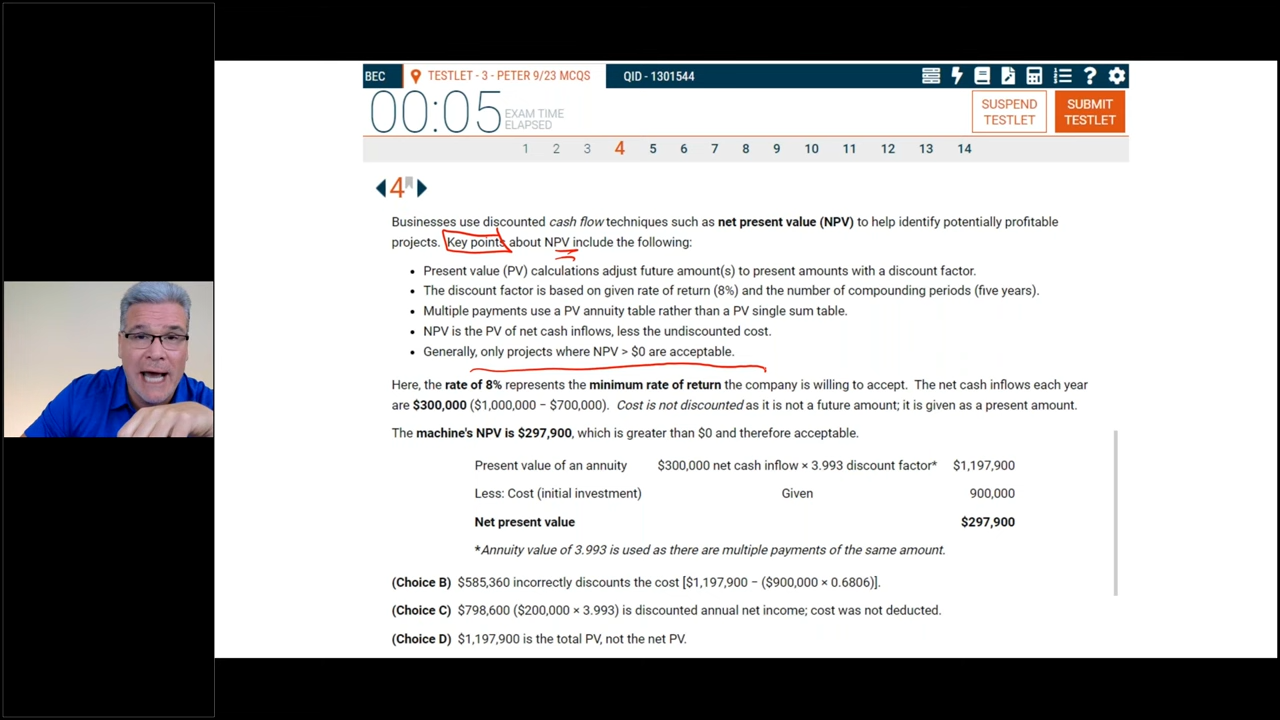 BEC TESTLET - 3 - PETER 9/23 MCQS QID - 1301544
00:05 EXAM TIME ELAPSED
SUSPEND TESTLET
SUBMIT TESTLET
1 2 3 4 5 6 7 8 9 10 11 12 13 14
4
Businesses use discounted cash flow techniques such as net present value (NPV) to help identify potentially profitable
projects. Key points about NPV include the following:
• Present value (PV) calculations adjust future amount(s) to present amounts with a discount factor.
• The discount factor is based on given rate of return (8%) and the number of compounding periods (five years).
• Multiple payments use a PV annuity table rather than a PV single sum table.
• NPV is the PV of net cash inflows, less the undiscounted cost.
• Generally, only projects where NPV > $0 are acceptable.
Here, the rate of 8% represents the minimum rate of return the company is willing to accept. The net cash inflows each year
are $300,000 ($1,000,000 − $700,000). Cost is not discounted as it is not a future amount; it is given as a present amount.
The machine's NPV is $297,900, which is greater than $0 and therefore acceptable.
Present value of an annuity $300,000 net cash inflow × 3.993 discount factor* $1,197,900
Less: Cost (initial investment) Given 900,000
Net present value $297,900
*Annuity value of 3.993 is used as there are multiple payments of the same amount.
(Choice B) $585,360 incorrectly discounts the cost [$1,197,900 − ($900,000 × 0.6806)].
(Choice C) $798,600 ($200,000 × 3.993) is discounted annual net income; cost was not deducted.
(Choice D) $1,197,900 is the total PV, not the net PV.